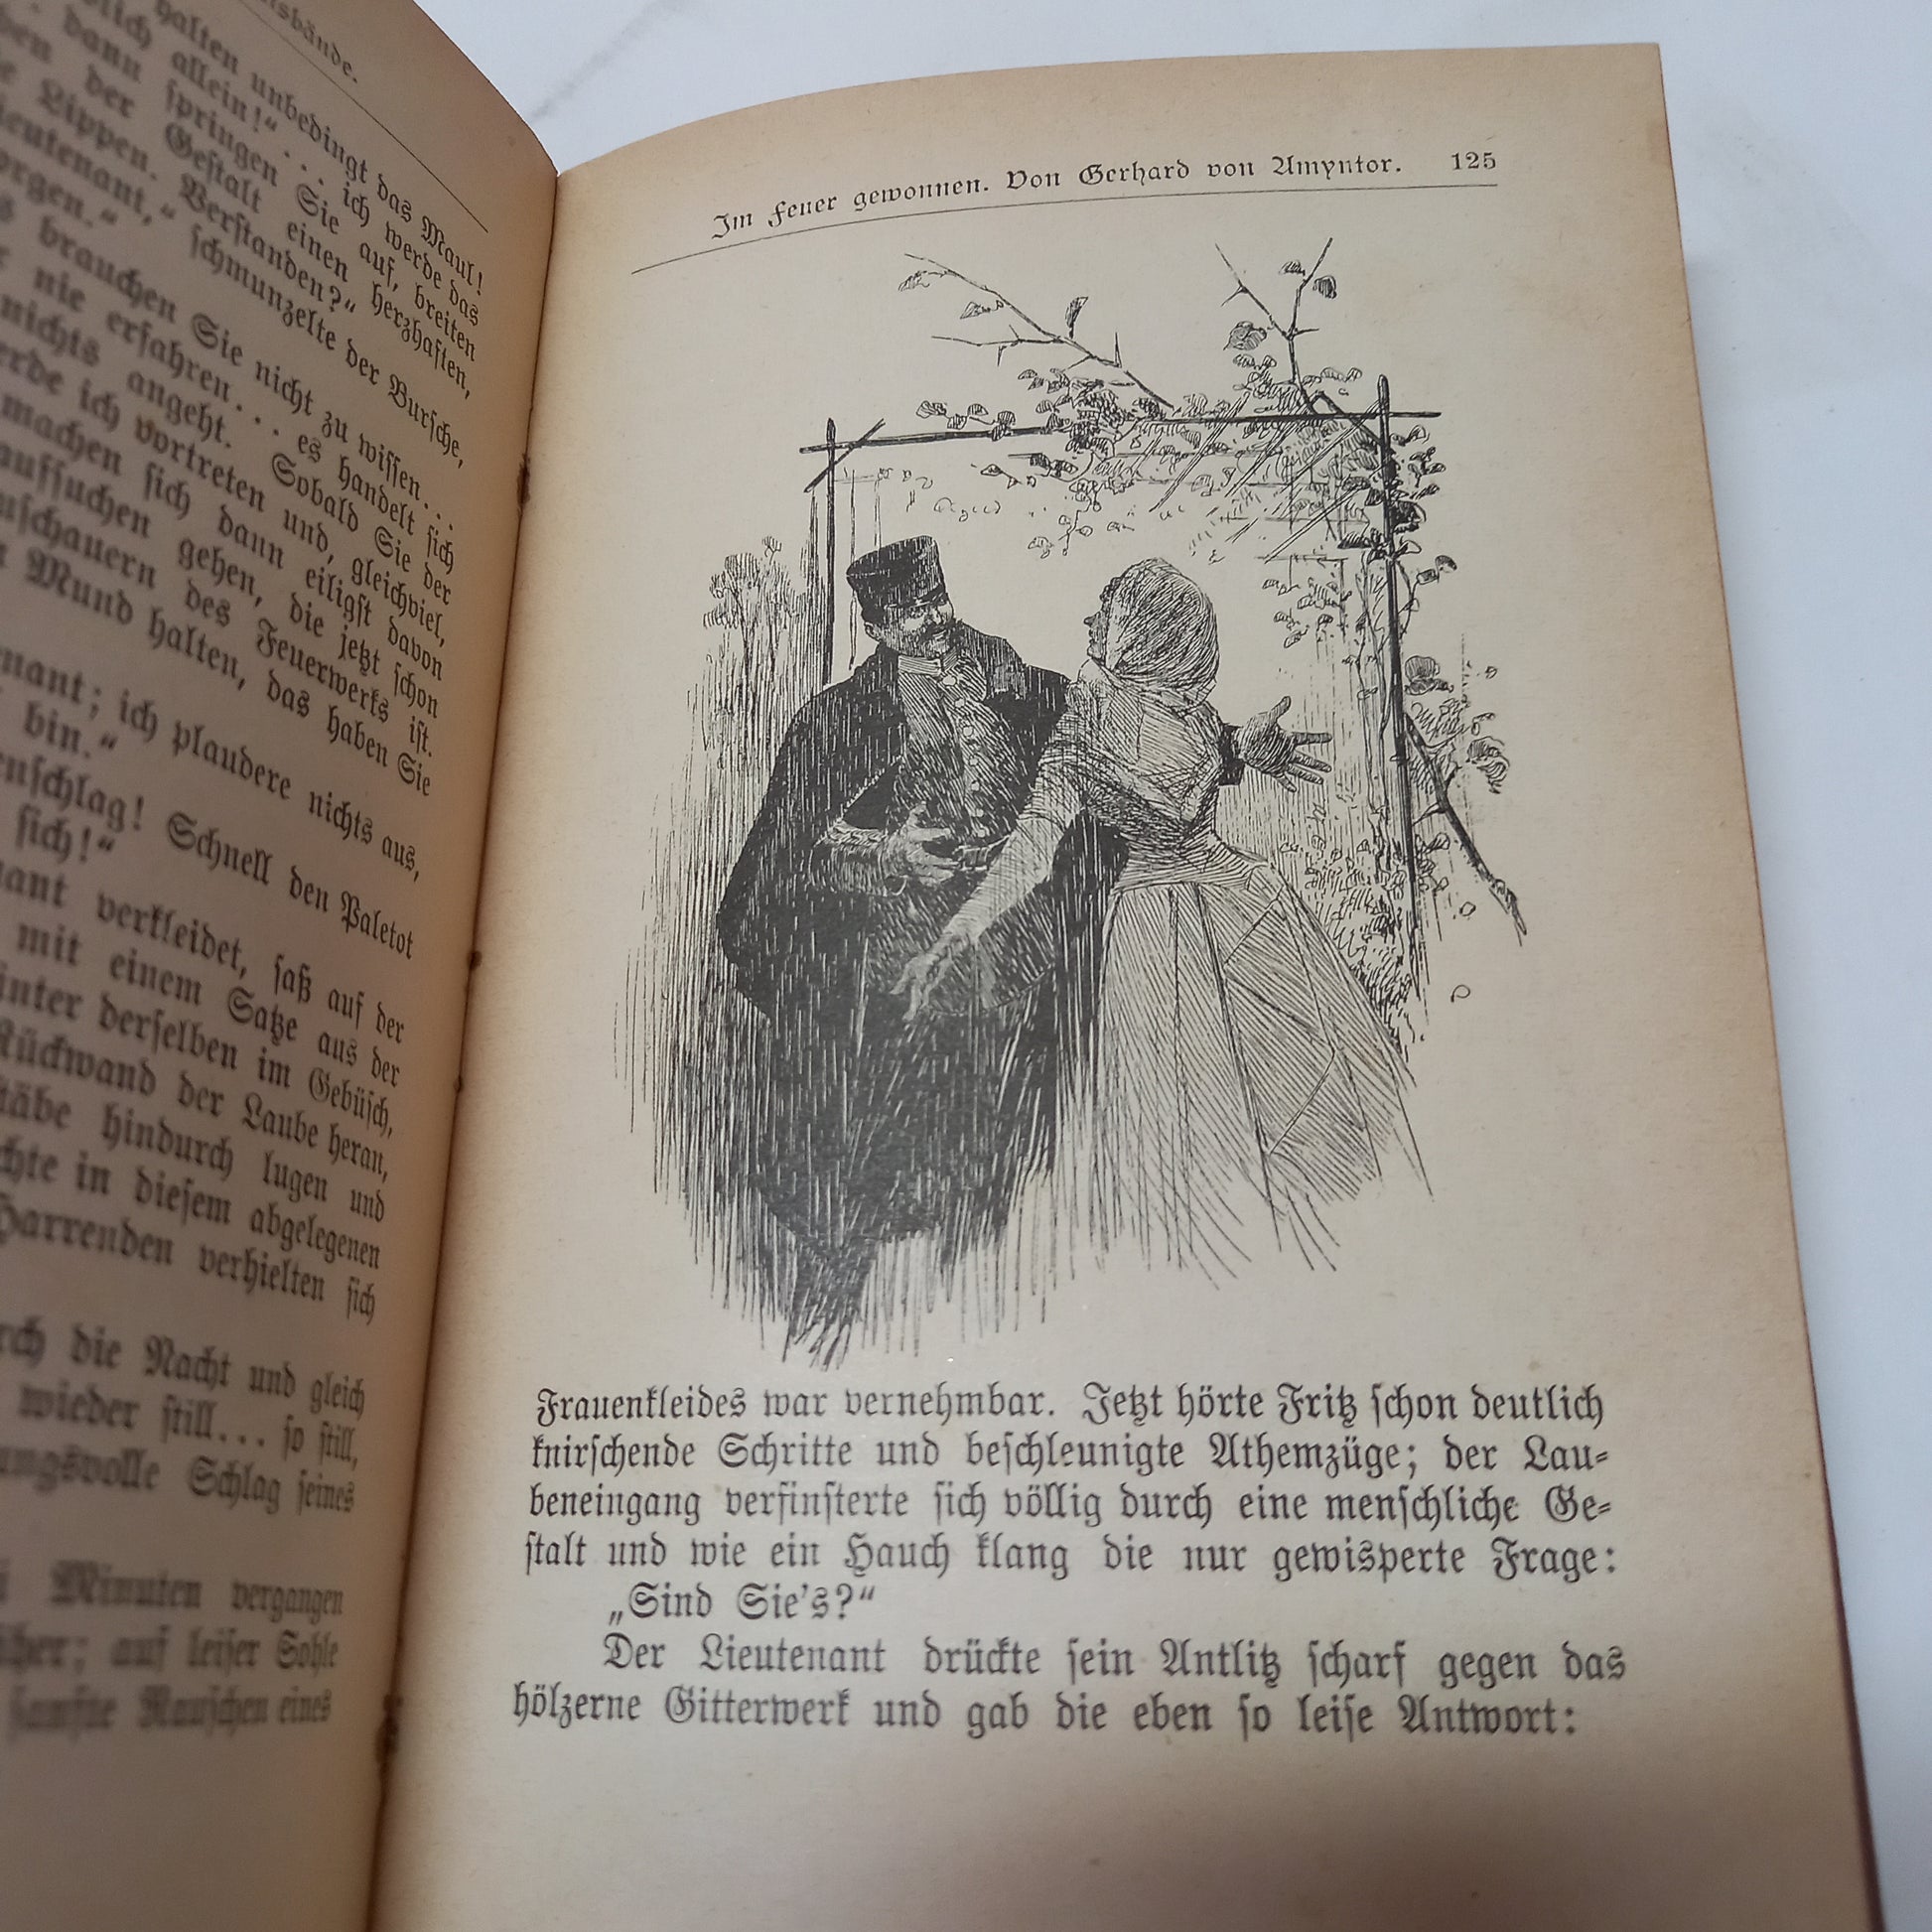 halten unbedingt das Maul!
allein!“ . . . ich werde das
dann springen Sie auf, breiten
der Gestalt einen herzhaften,
Lippen. Verstanden?“
schmunzelte der Bursche,
brauchen Sie nicht zu wissen . . .
nie erfahren . . . es handelt sich
nichts angeht. Sobald Sie der
ich vortreten und, gleichviel,
machen sich dann eiligst davon
aufsuchen gehen, die jetzt schon
des Feuerwerks ist.
Mund halten, das haben Sie
ich plaudere nichts aus,
bin.“
Schnell den Paletot
sich!“
verkleidet, saß auf der
mit einem Satze aus der
derselben im Gebüsch,
Rückwand der Laube heran,
hindurch lugen und
in diesem abgelegenen
Harrenden verhielten sich
die Nacht und gleich
wieder still... so still,
Schlag seines
Minuten vergangen
auf leiser Sohle
sanfte Rauschen eines
Im Feuer gewonnen. Von Gerhard von Amyntor. 125
Frauenkleides war vernehmbar. Jetzt hörte Fritz schon deutlich
knirschende Schritte und beschleunigte Athemzüge; der Lau-
beneingang verfinsterte sich völlig durch eine menschliche Ge-
stalt und wie ein Hauch klang die nur gewisperte Frage:
„Sind Sie's?“
Der Lieutenant drückte sein Antlitz scharf gegen das
hölzerne Gitterwerk und gab die eben so leise Antwort: